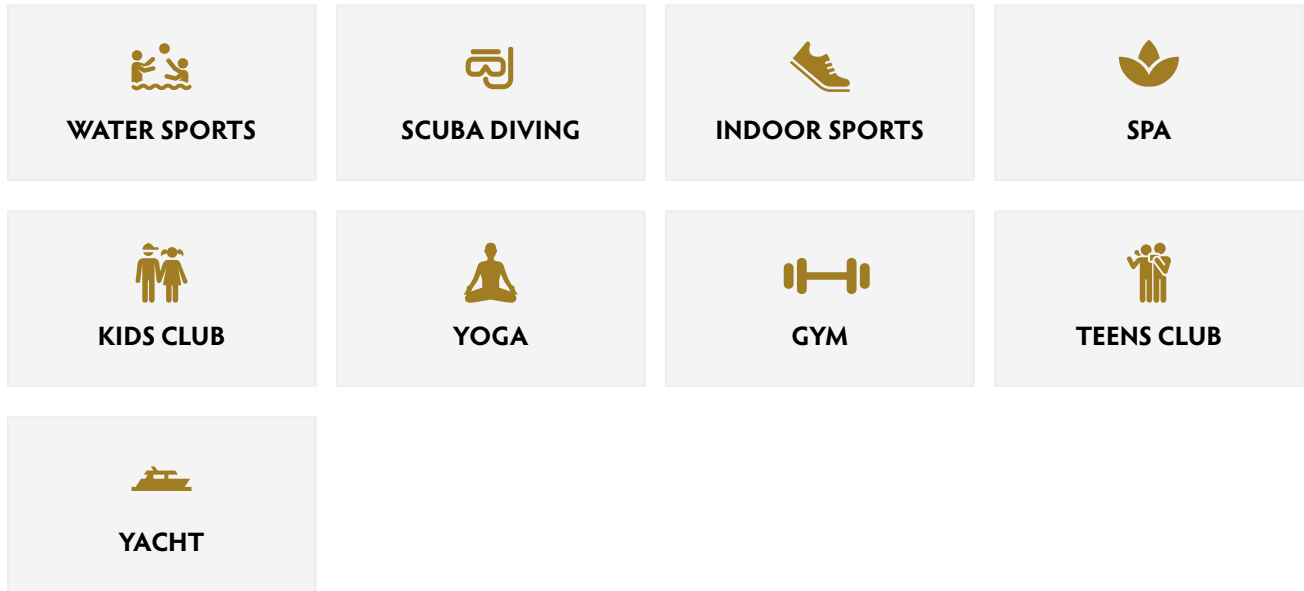 WATER SPORTS
SCUBA DIVING
INDOOR SPORTS
SPA
KIDS CLUB
YOGA
GYM
TEENS CLUB
YACHT